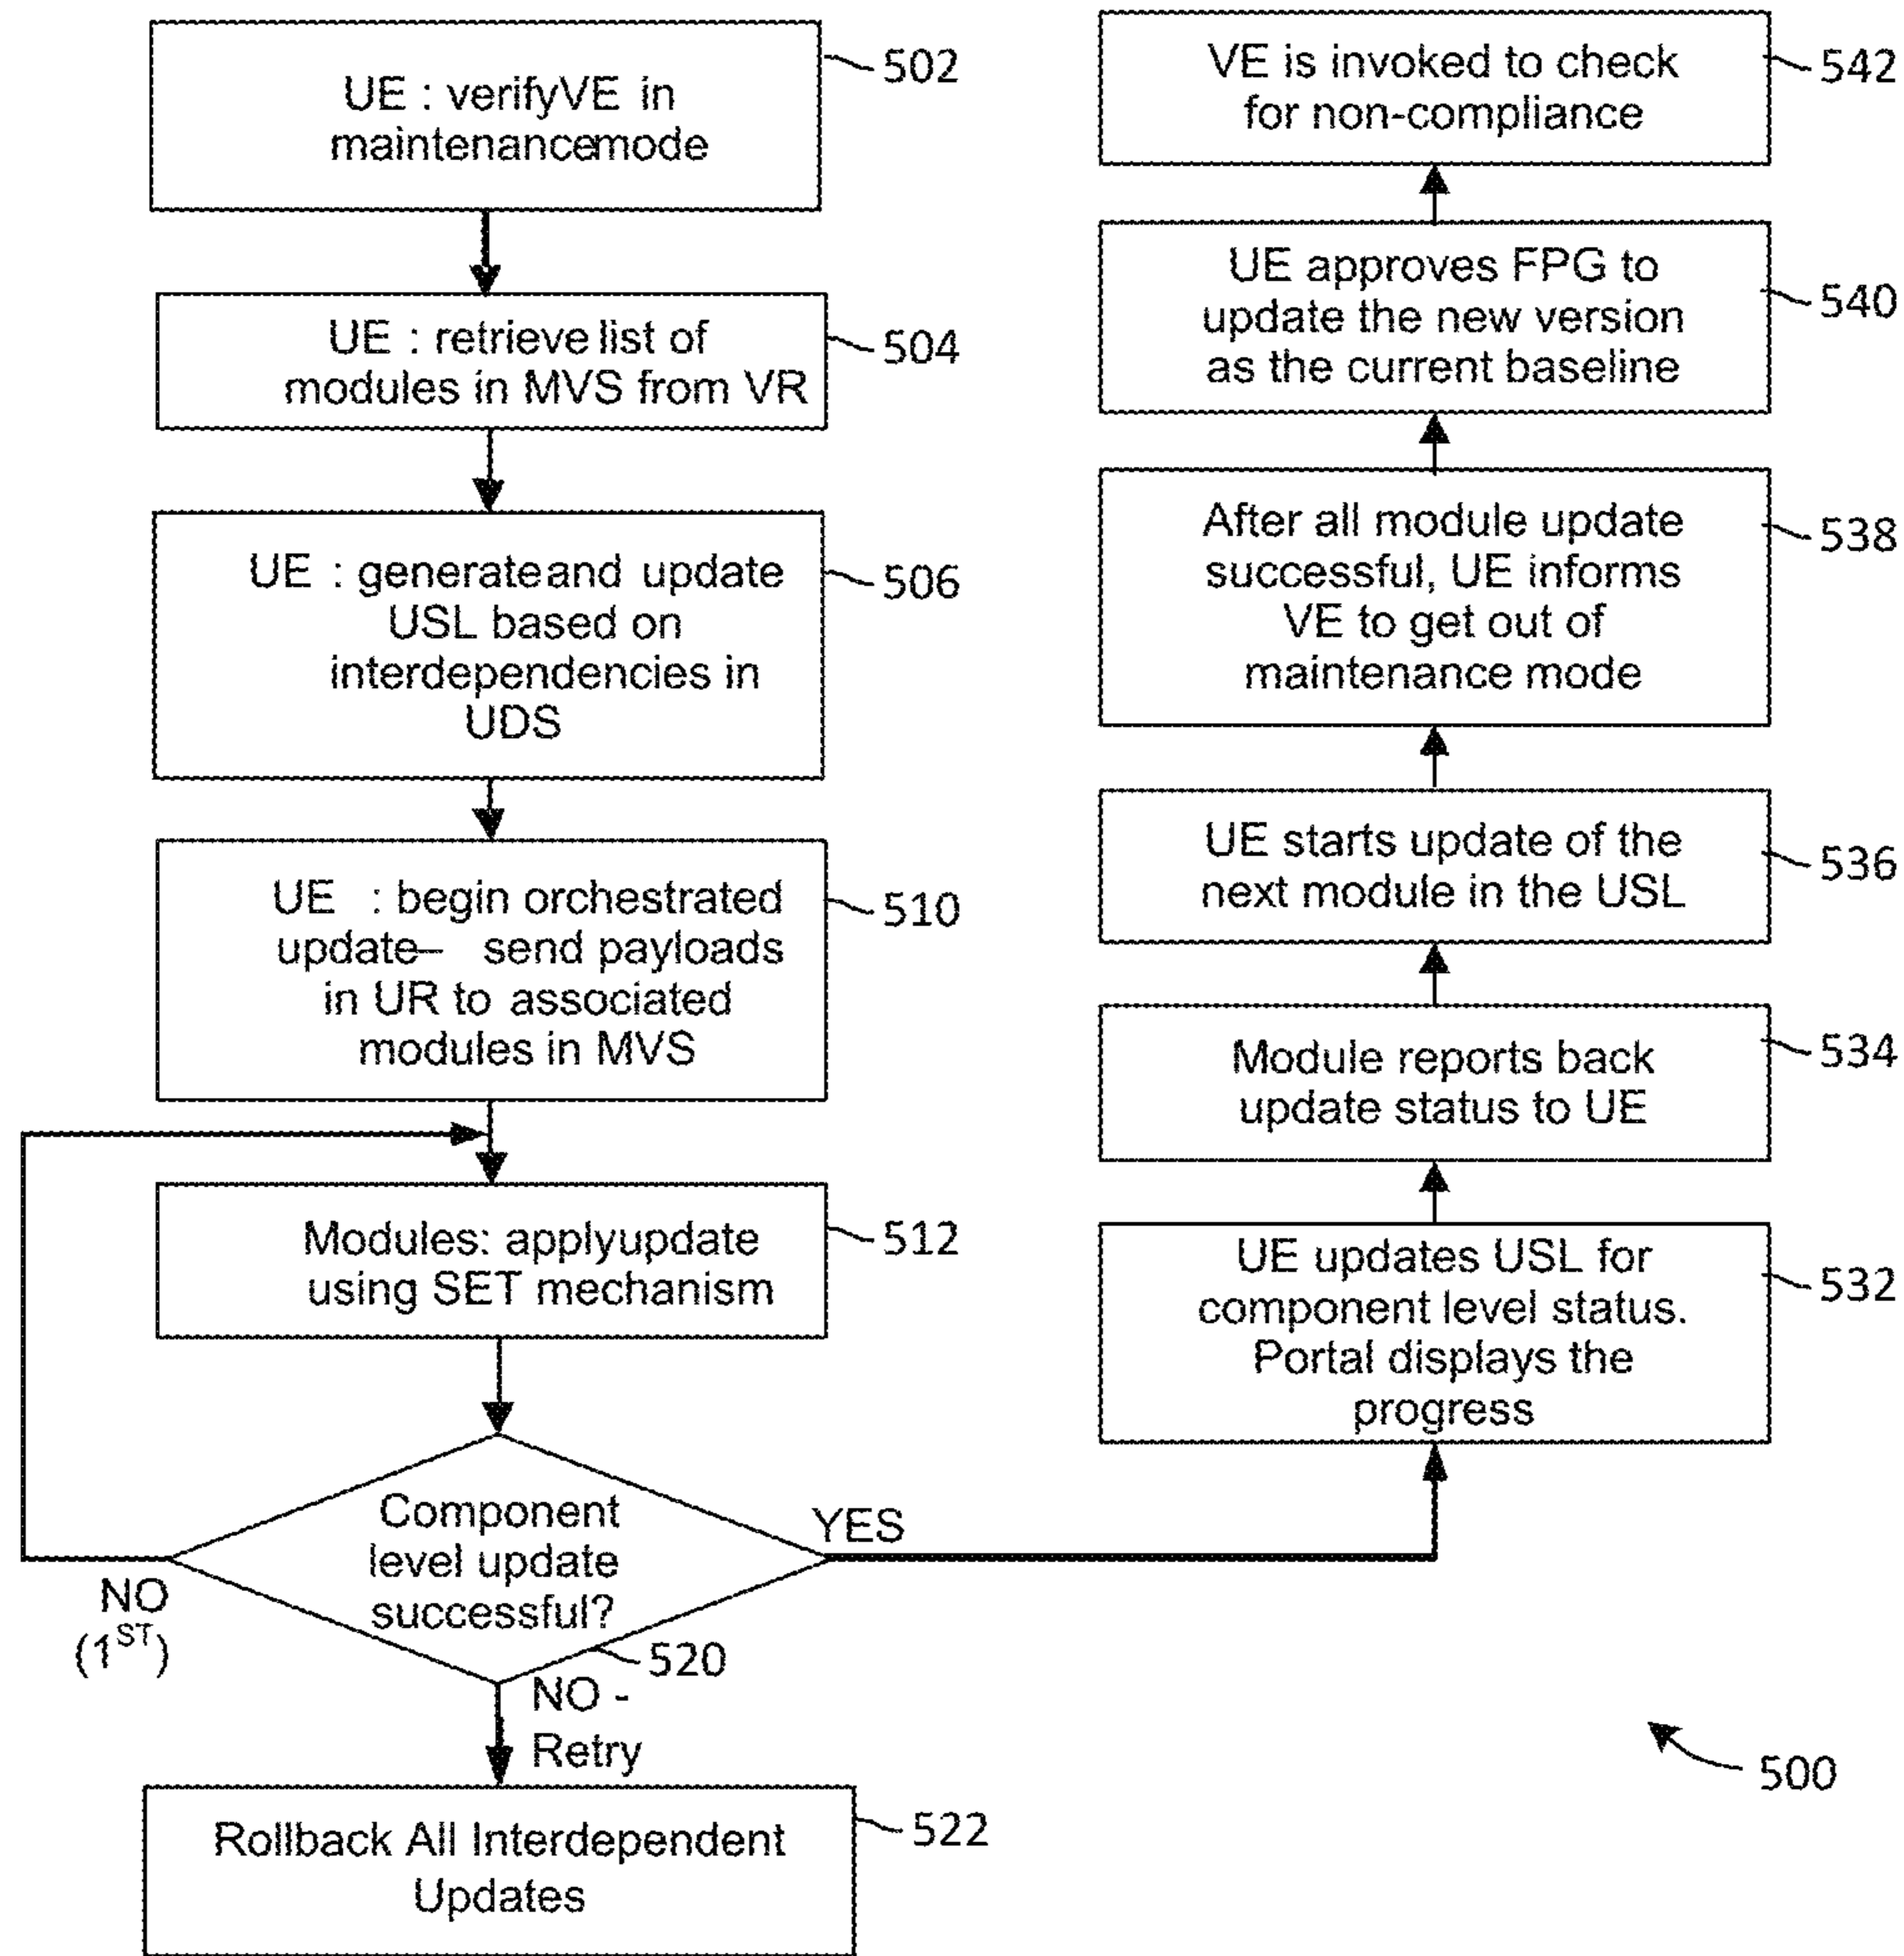 UE : verifyVE in
maintenancemode
502
UE : retrieve list of
modules in MVS from VR
504
UE : generateand update
USL based on
interdependencies in
UDS
506
UE : begin orchestrated
update– send payloads
in UR to associated
modules in MVS
510
Modules: applyupdate
using SET mechanism
512
Component
level update
successful?
520
YES
NO
(1ST)
NO -
Retry
Rollback All Interdependent
Updates
522
VE is invoked to check
for non-compliance
542
UE approves FPG to
update the new version
as the current baseline
540
After all module update
successful, UE informs
VE to get out of
maintenance mode
538
UE starts update of the
next module in the USL
536
Module reports back
update status to UE
534
UE updates USL for
component level status.
Portal displays the
progress
532
500